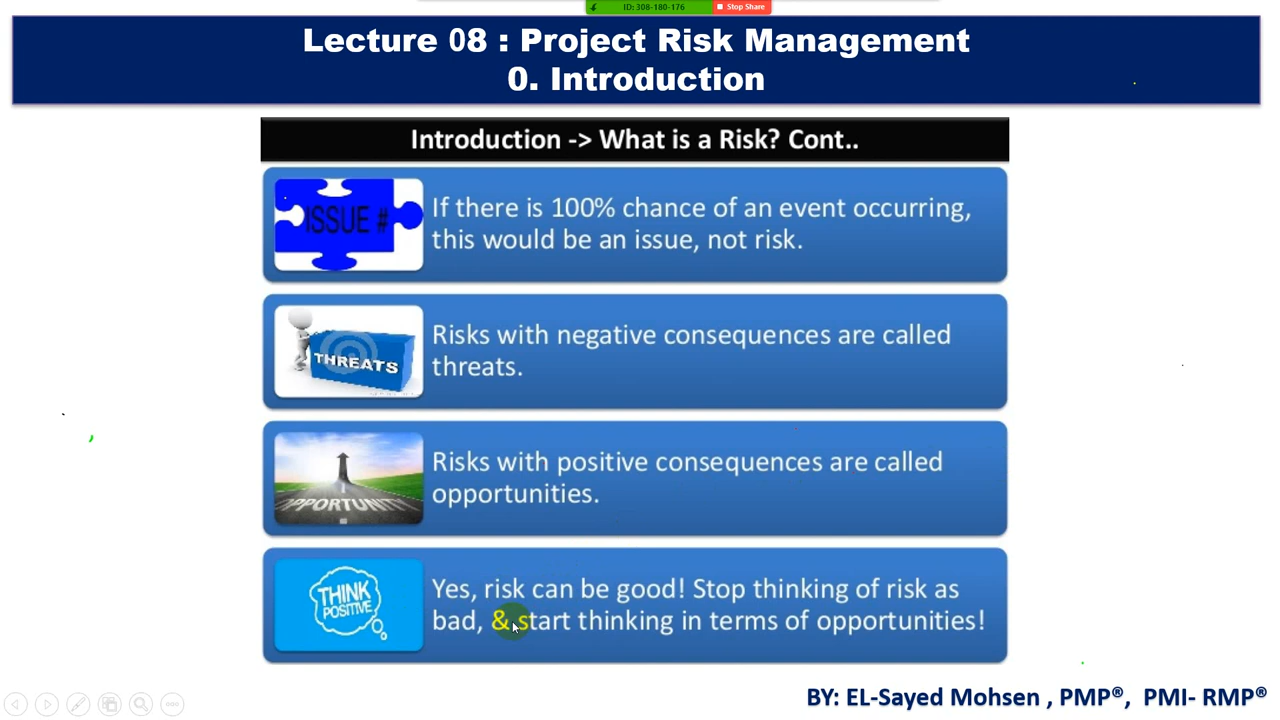 ID: 308-180-176
Stop Share
Lecture 08 : Project Risk Management
0. Introduction
Introduction -> What is a Risk? Cont..
ISSUE #
If there is 100% chance of an event occurring,
this would be an issue, not risk.
THREATS
Risks with negative consequences are called
threats.
OPPORTUNITY
Risks with positive consequences are called
opportunities.
THINK
POSITIVE
Yes, risk can be good! Stop thinking of risk as
bad, & start thinking in terms of opportunities!
BY: EL-Sayed Mohsen , PMP®, PMI- RMP®